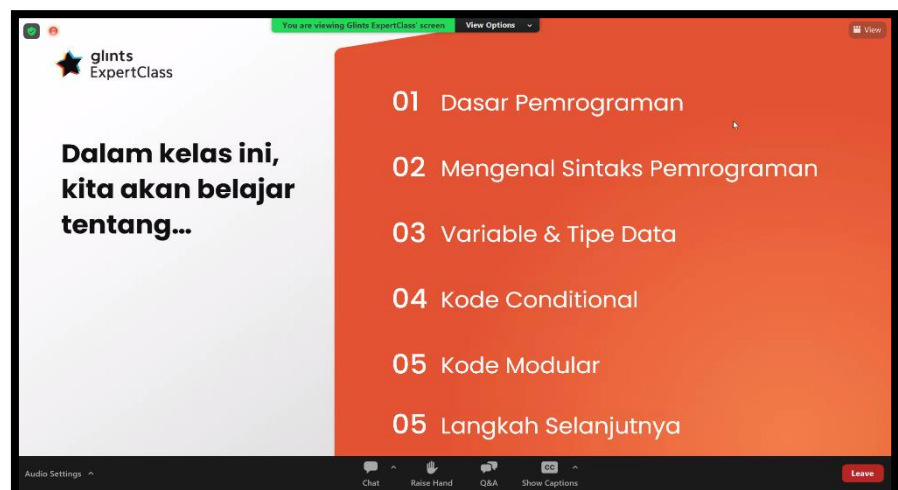 You are viewing Glints ExpertClass' screen
View Options
View
glints
ExpertClass
Dalam kelas ini,
kita akan belajar
tentang...
01 Dasar Pemrograman
02 Mengenal Sintaks Pemrograman
03 Variable & Tipe Data
04 Kode Conditional
05 Kode Modular
05 Langkah Selanjutnya
Audio Settings
Chat
Raise Hand
Q&A
CC
Show Captions
Leave